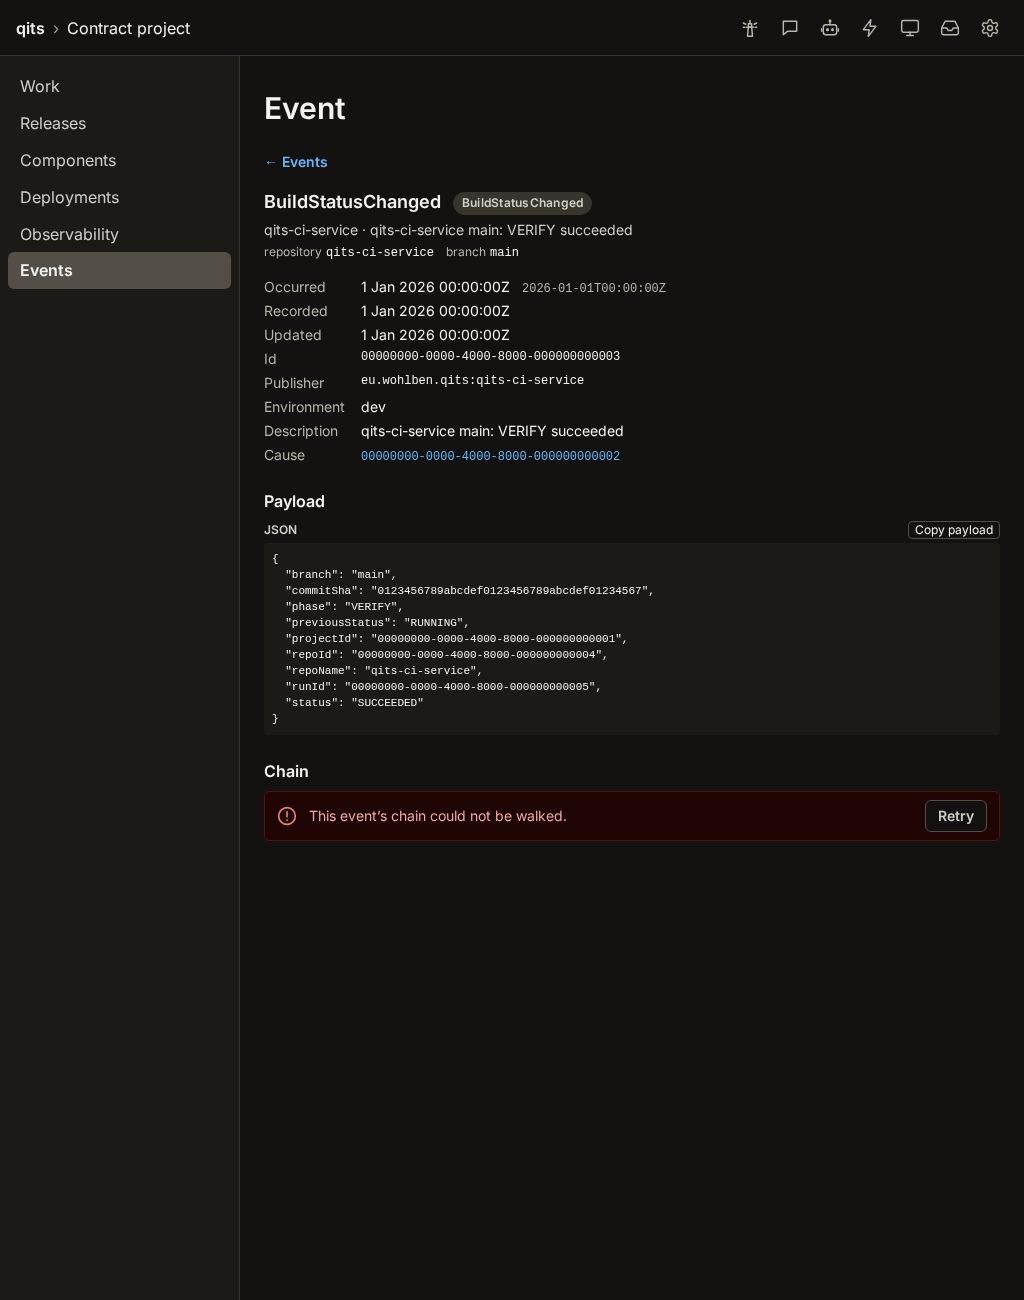 qits › Contract project
Work
Releases
Components
Deployments
Observability
Events
Event
← Events
BuildStatusChanged BuildStatusChanged
qits-ci-service · qits-ci-service main: VERIFY succeeded
repository qits-ci-service branch main
Occurred 1 Jan 2026 00:00:00Z 2026-01-01T00:00:00Z
Recorded 1 Jan 2026 00:00:00Z
Updated 1 Jan 2026 00:00:00Z
Id 00000000-0000-4000-8000-000000000003
Publisher eu.wohlben.qits:qits-ci-service
Environment dev
Description qits-ci-service main: VERIFY succeeded
Cause 00000000-0000-4000-8000-000000000002
Payload
JSON Copy payload
{
  "branch": "main",
  "commitSha": "0123456789abcdef0123456789abcdef01234567",
  "phase": "VERIFY",
  "previousStatus": "RUNNING",
  "projectId": "00000000-0000-4000-8000-000000000001",
  "repoId": "00000000-0000-4000-8000-000000000004",
  "repoName": "qits-ci-service",
  "runId": "00000000-0000-4000-8000-000000000005",
  "status": "SUCCEEDED"
}
Chain
This event’s chain could not be walked. Retry